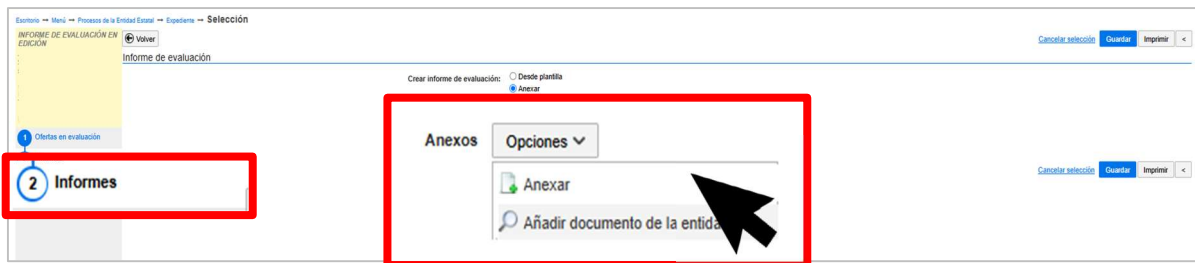 Escritorio → Menú → Procesos de la Entidad Estatal → Expediente → Selección
INFORME DE EVALUACIÓN EN EDICIÓN
Volver
Cancelar selección Guardar Imprimir <
Informe de evaluación
Crear informe de evaluación: Desde plantilla
Anexar
1 Ofertas en evaluación
2 Informes
Anexos Opciones
Anexar
Añadir documento de la entida
Cancelar selección Guardar Imprimir <